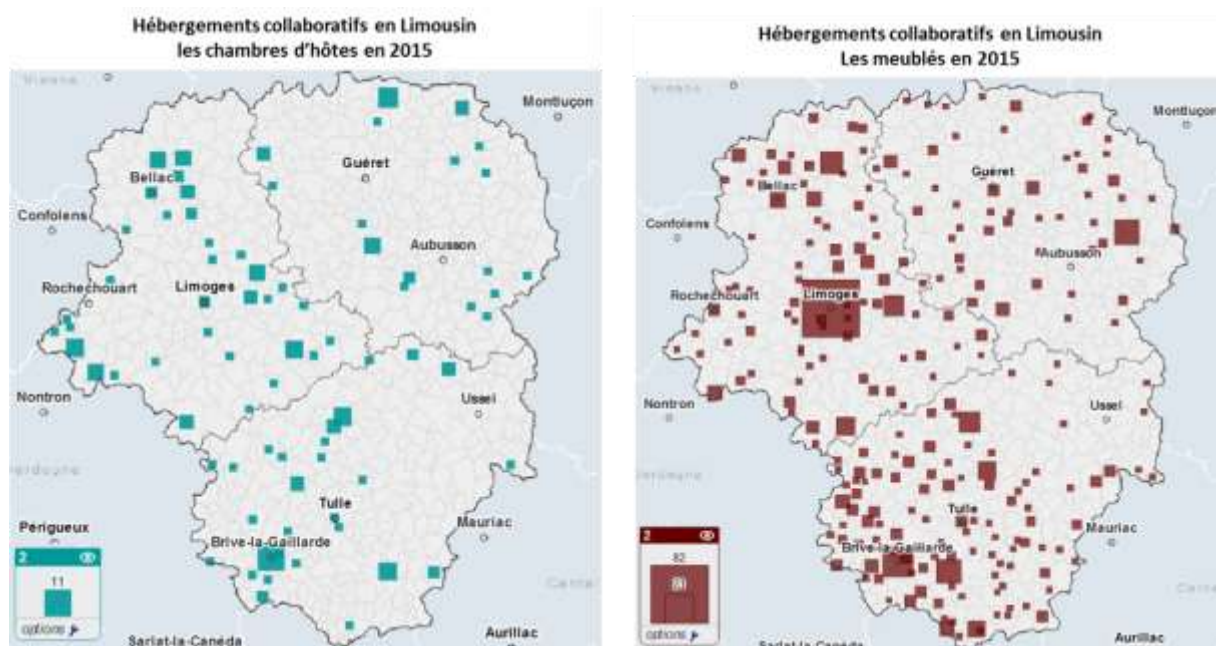 Hébergements collaboratifs en Limousin
les chambres d'hôtes en 2015
Vienne
Montluçon
Guéret
Bellac
Confolens
Aubusson
Rochechouart
Limoges
Nontron
Ussel
Tulle
Périgueux
Mauriac
Brive-la-Gaillarde
2
11
options
Sarlat-la-Canéda
Aurillac
Hébergements collaboratifs en Limousin
Les meublés en 2015
Vienne
Montluçon
Guéret
Bellac
Confolens
Aubusson
Rochechouart
Limoges
Nontron
Ussel
Tulle
Périgueux
Mauriac
Brive-la-Gaillarde
2
82
options
Sarlat-la-Canéda
Aurillac